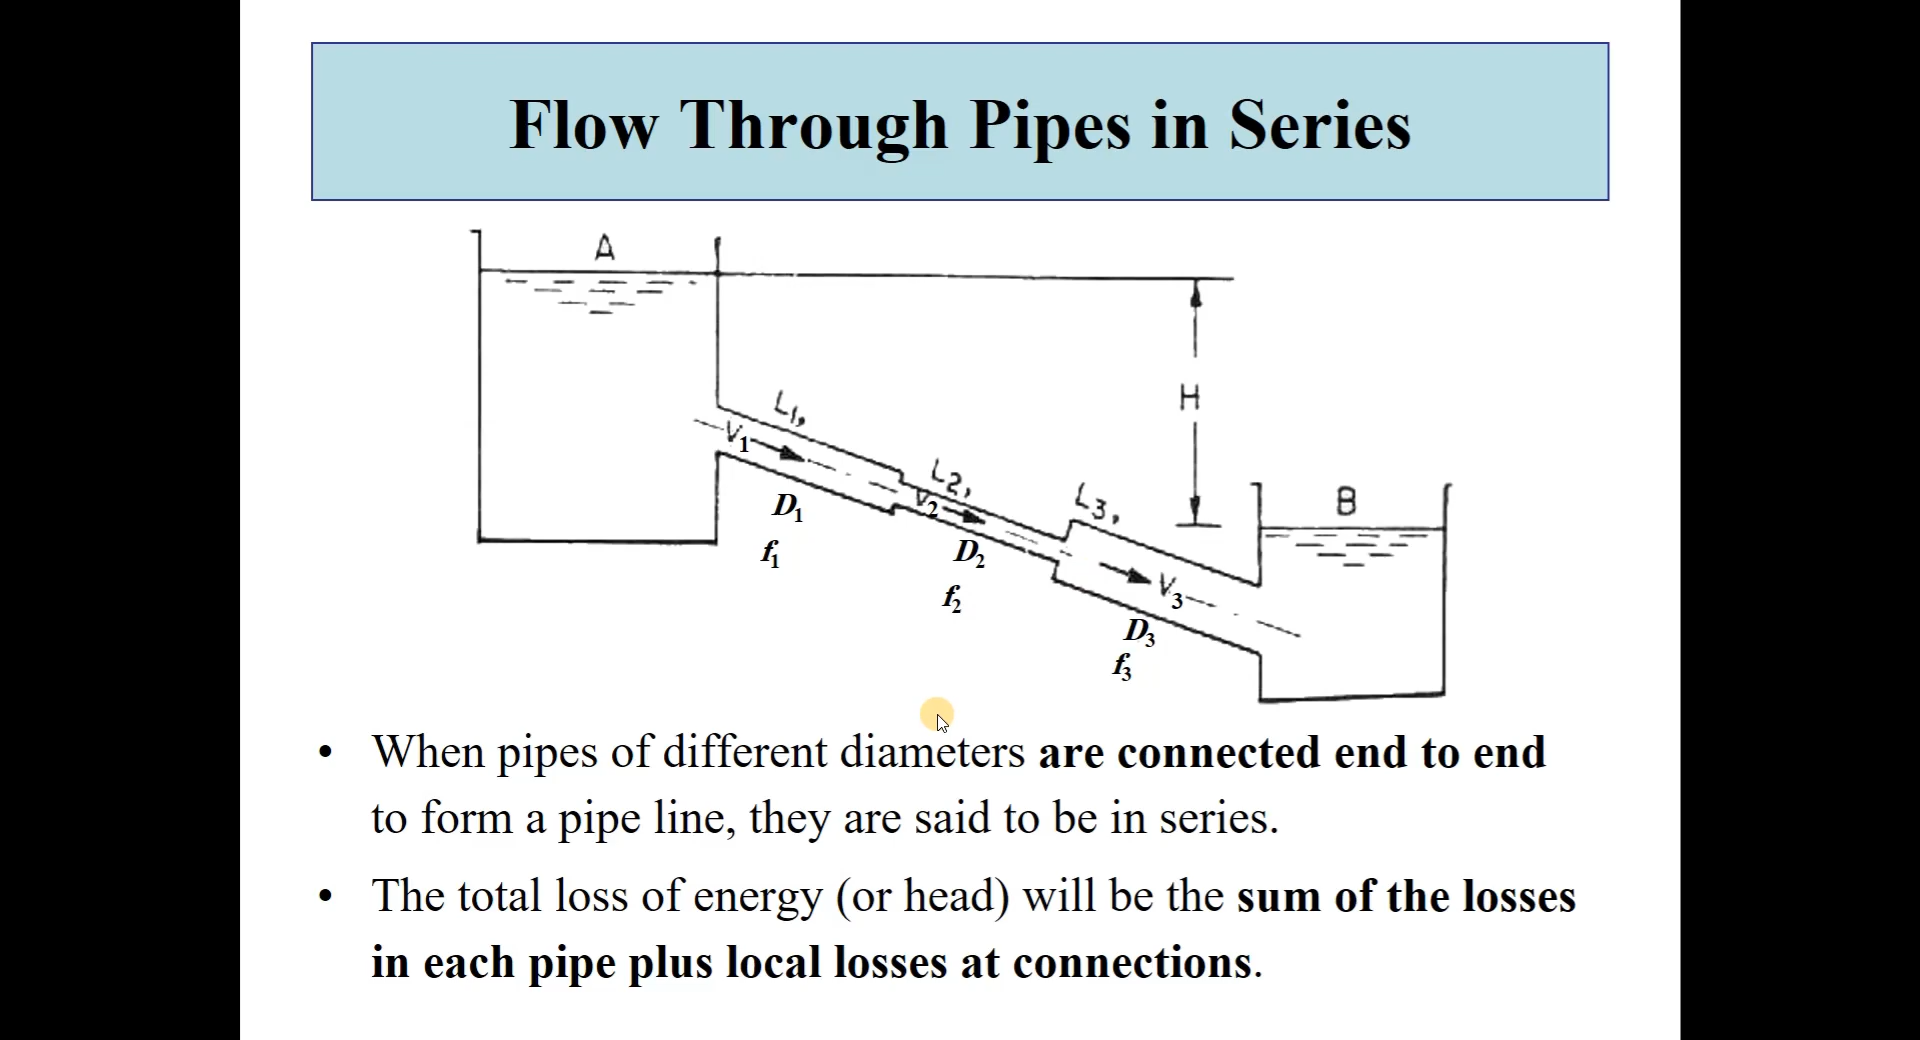 Flow Through Pipes in Series
A
H
L1,
V1
D1
f1
L2,
V2
D2
f2
L3,
V3
D3
f3
B
• When pipes of different diameters are connected end to end
to form a pipe line, they are said to be in series.
• The total loss of energy (or head) will be the sum of the losses
in each pipe plus local losses at connections.